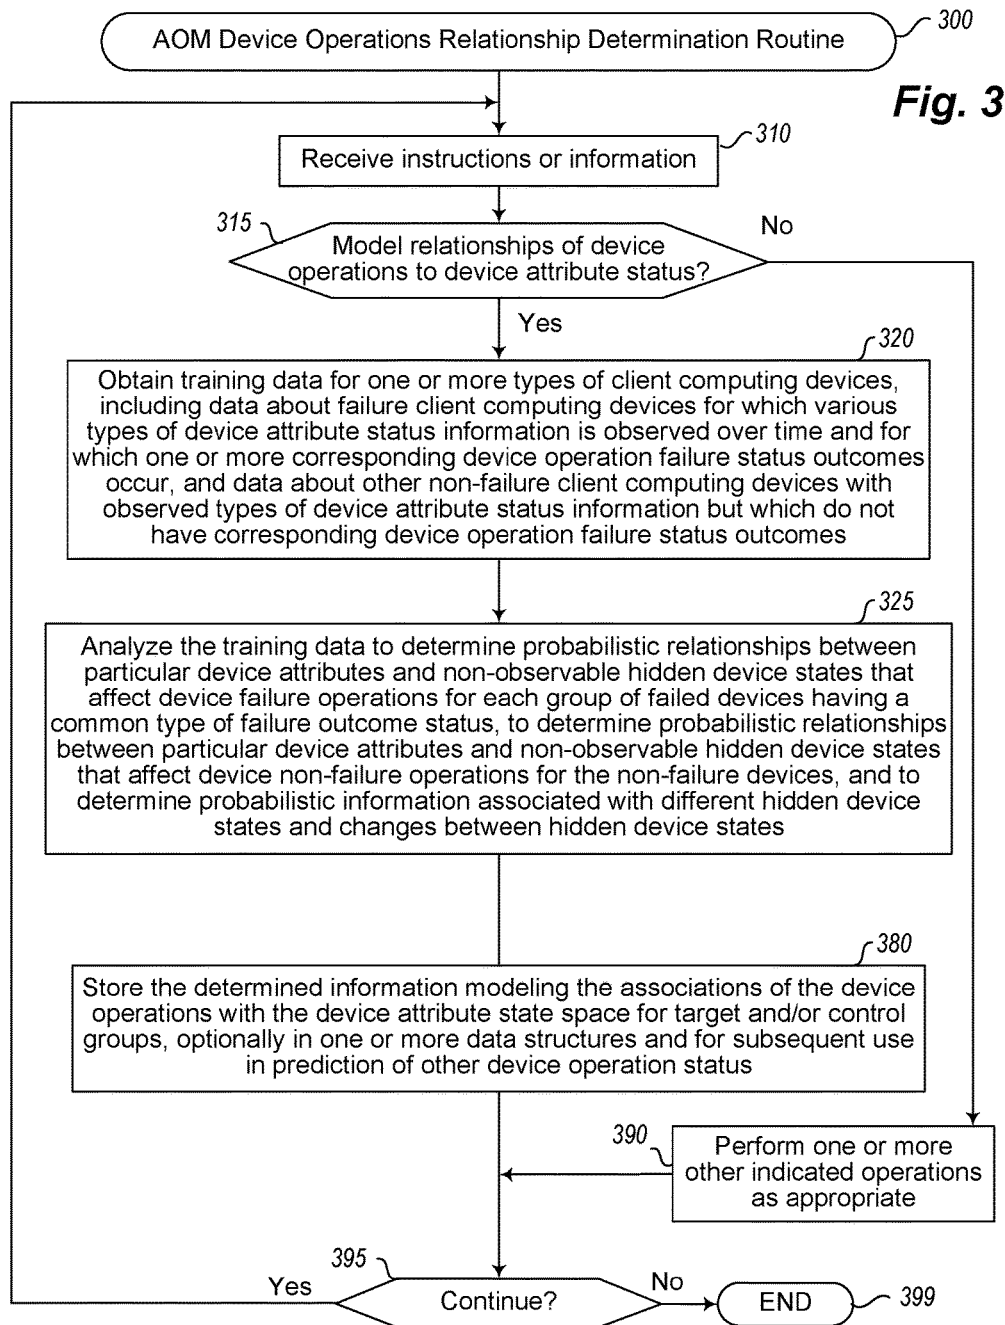 AOM Device Operations Relationship Determination Routine
300
Fig. 3
310
Receive instructions or information
315
No
Model relationships of device
operations to device attribute status?
Yes
320
Obtain training data for one or more types of client computing devices,
including data about failure client computing devices for which various
types of device attribute status information is observed over time and for
which one or more corresponding device operation failure status outcomes
occur, and data about other non-failure client computing devices with
observed types of device attribute status information but which do not
have corresponding device operation failure status outcomes
325
Analyze the training data to determine probabilistic relationships between
particular device attributes and non-observable hidden device states that
affect device failure operations for each group of failed devices having a
common type of failure outcome status, to determine probabilistic relationships
between particular device attributes and non-observable hidden device states
that affect device non-failure operations for the non-failure devices, and to
determine probabilistic information associated with different hidden device
states and changes between hidden device states
380
Store the determined information modeling the associations of the device
operations with the device attribute state space for target and/or control
groups, optionally in one or more data structures and for subsequent use
in prediction of other device operation status
390
Perform one or more
other indicated operations
as appropriate
395
Yes
Continue?
No
END
399